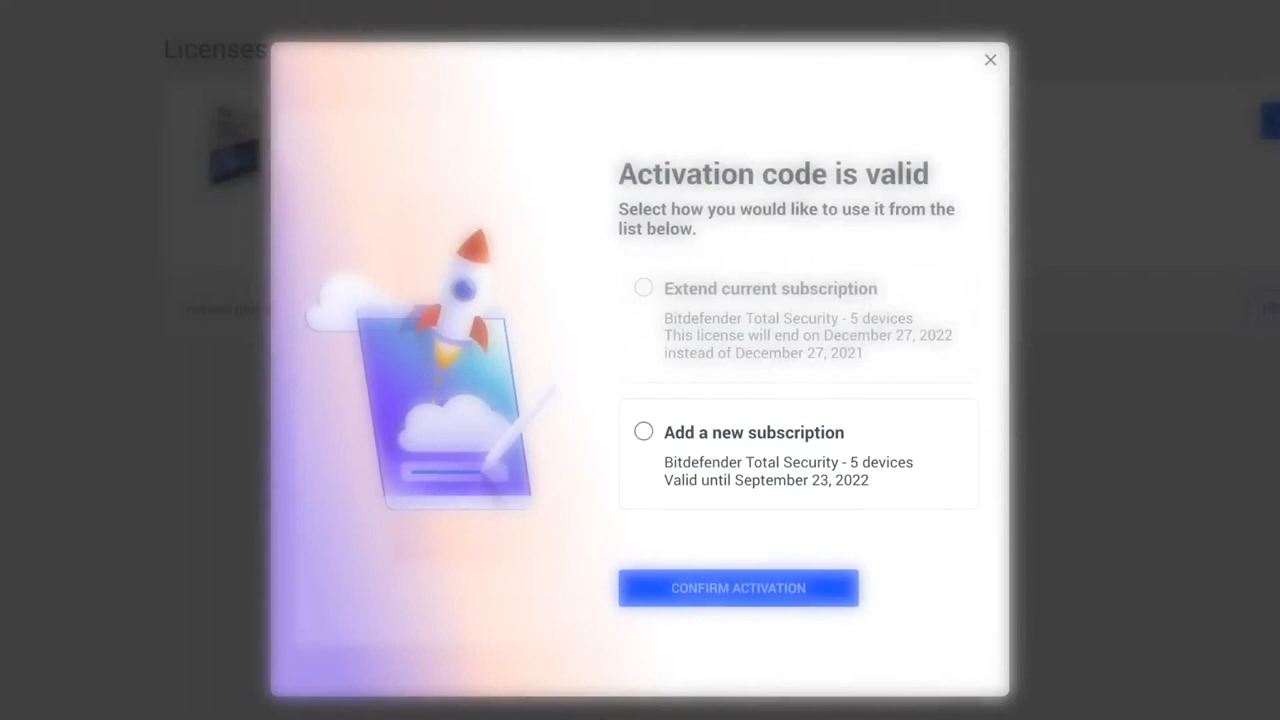 Licenses
Activation code is valid
Select how you would like to use it from the
list below.
Extend current subscription
Bitdefender Total Security - 5 devices
This license will end on December 27, 2022
instead of December 27, 2021
Add a new subscription
Bitdefender Total Security - 5 devices
Valid until September 23, 2022
CONFIRM ACTIVATION